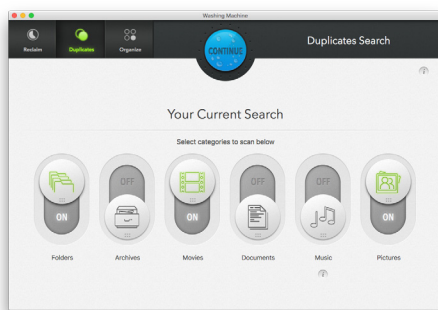 Washing Machine
Reclaim
Duplicates
Organize
CONTINUE
Duplicates Search
Your Current Search
Select categories to scan below
ON
OFF
ON
OFF
OFF
ON
Folders
Archives
Movies
Documents
Music
Pictures